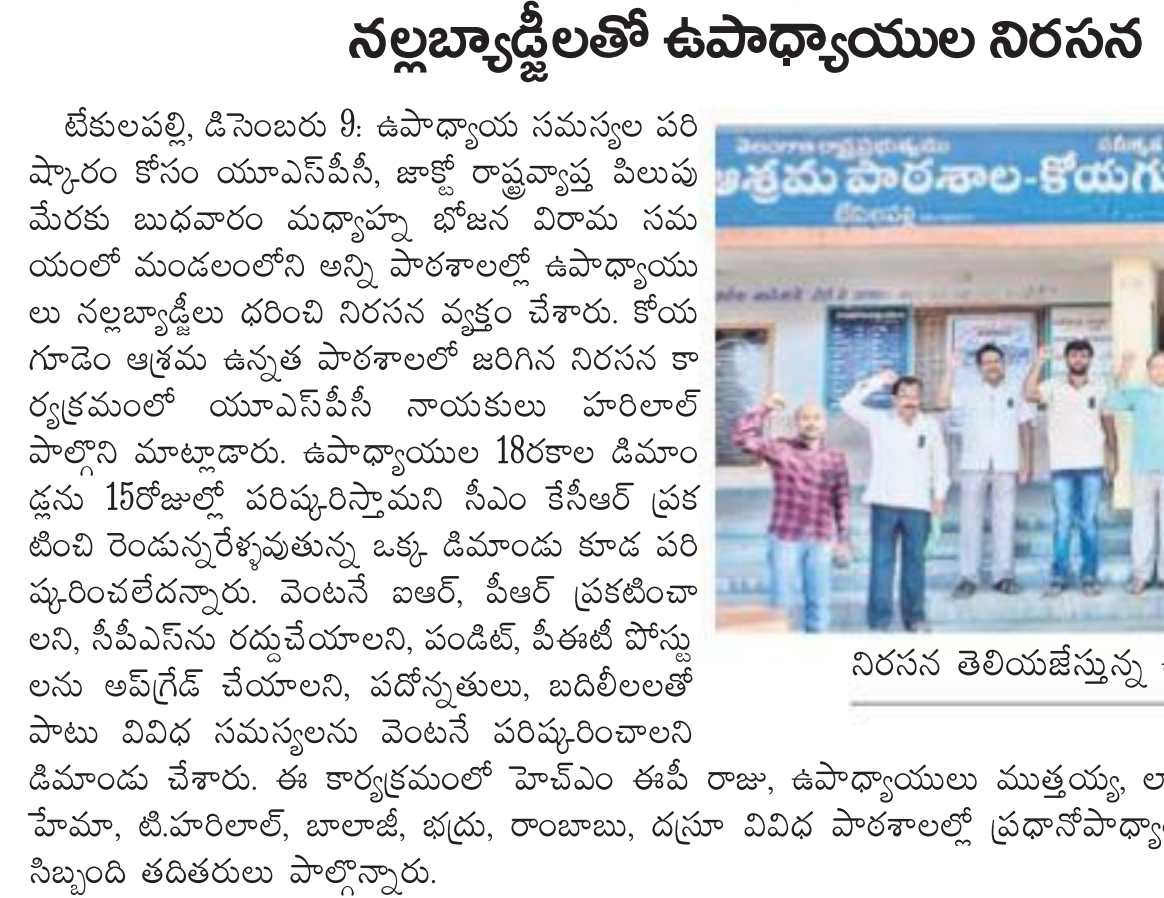 నల్లబ్యాడ్జీలతో ఉపాధ్యాయుల నిరసన
టేకులపల్లి, డిసెంబరు 9: ఉపాధ్యాయ సమస్యల పరి
ష్కారం కోసం యూఎస్‌పీసీ, జాక్టో రాష్ట్రవ్యాప్త పిలుపు
మేరకు బుధవారం మధ్యాహ్న భోజన విరామ సమ
యంలో మండలంలోని అన్ని పాఠశాలల్లో ఉపాధ్యాయు
లు నల్లబ్యాడ్జీలు ధరించి నిరసన వ్యక్తం చేశారు. కోయ
గూడెం ఆశ్రమ ఉన్నత పాఠశాలలో జరిగిన నిరసన కా
ర్యక్రమంలో యూఎస్‌పీసీ నాయకులు హరిలాల్
పాల్గొని మాట్లాడారు. ఉపాధ్యాయుల 18రకాల డిమాం
డ్లను 15రోజుల్లో పరిష్కరిస్తామని సీఎం కేసీఆర్ ప్రక
టించి రెండున్నరేళ్ళవుతున్న ఒక్క డిమాండు కూడ పరి
ష్కరించలేదన్నారు. వెంటనే ఐఆర్, పీఆర్ ప్రకటించా
లని, సీపీఎస్‌ను రద్దుచేయాలని, పండిట్, పీఈటీ పోస్టు
లను అప్‌గ్రేడ్ చేయాలని, పదోన్నతులు, బదిలీలలతో
పాటు వివిధ సమస్యలను వెంటనే పరిష్కరించాలని
డిమాండు చేశారు. ఈ కార్యక్రమంలో హెచ్ఎం ఈపీ రాజు, ఉపాధ్యాయులు ముత్తయ్య, లా
హేమా, టి.హరిలాల్, బాలాజీ, భద్రు, రాంబాబు, దస్రూ వివిధ పాఠశాలల్లో ప్రధానోపాధ్యా
సిబ్బంది తదితరులు పాల్గొన్నారు.
తెలంగాణ రాష్ట్ర ప్రభుత్వము
ఆశ్రమ పాఠశాల-కోయగు
టేకులపల్లి
నిరసన తెలియజేస్తున్న